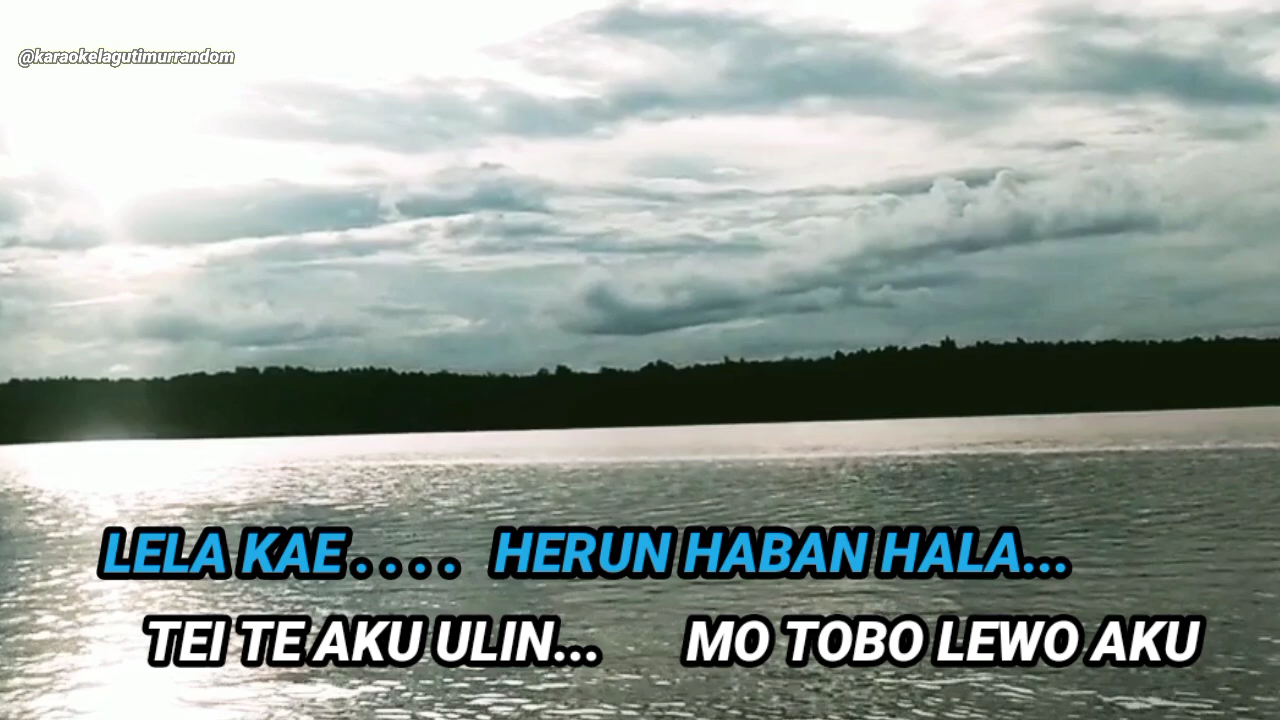 @karaokelagutimurrandom
LELA KAE.... HERUN HABAN HALA...
TEI TE AKU ULIN... MO TOBO LEWO AKU